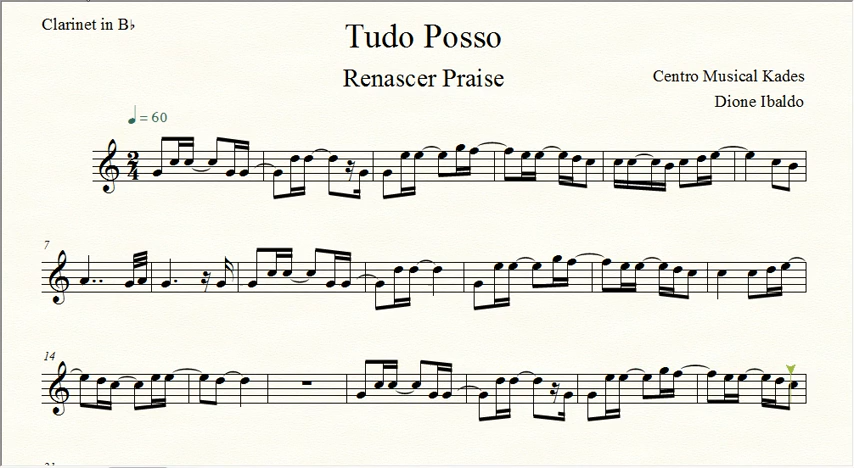 Clarinet in B♭
Tudo Posso
Renascer Praise
Centro Musical Kades
Dione Ibaldo
♩ = 60
2
4
7
14